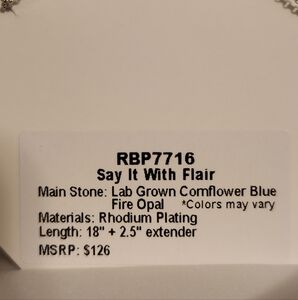 RBP7716
Say It With Flair
Main Stone: Lab Grown Cornflower Blue
Fire Opal *Colors may vary
Materials: Rhodium Plating
Length: 18" + 2.5" extender
MSRP: $126